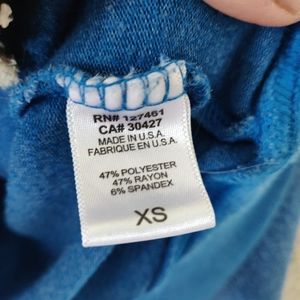 RN# 127461
CA# 30427
MADE IN U.S.A.
FABRIQUE EN U.S.A.
47% POLYESTER
47% RAYON
6% SPANDEX
XS